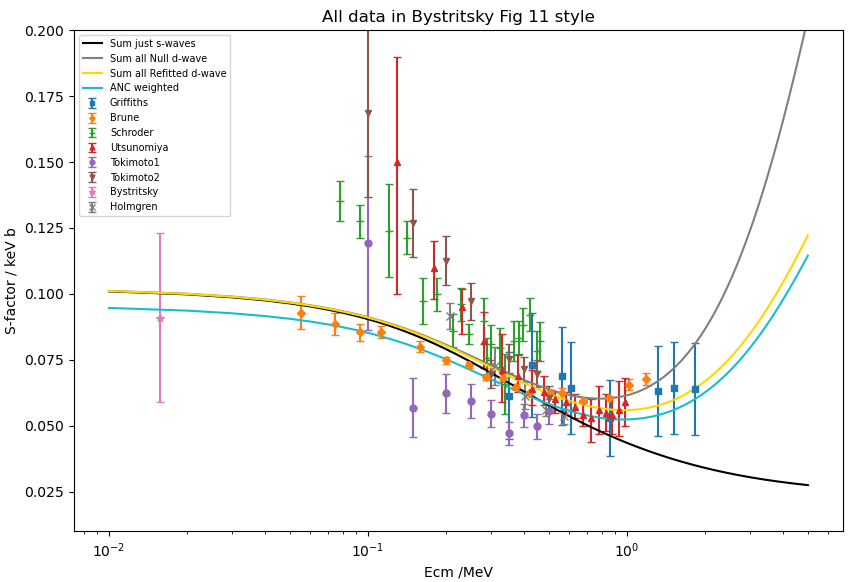 All data in Bystritsky Fig 11 style
Sum just s-waves
Sum all Null d-wave
Sum all Refitted d-wave
ANC weighted
Griffiths
Brune
Schroder
Utsunomiya
Tokimoto1
Tokimoto2
Bystritsky
Holmgren
S-factor / keV b
0.200
0.175
0.150
0.125
0.100
0.075
0.050
0.025
10⁻²
10⁻¹
10⁰
Ecm /MeV